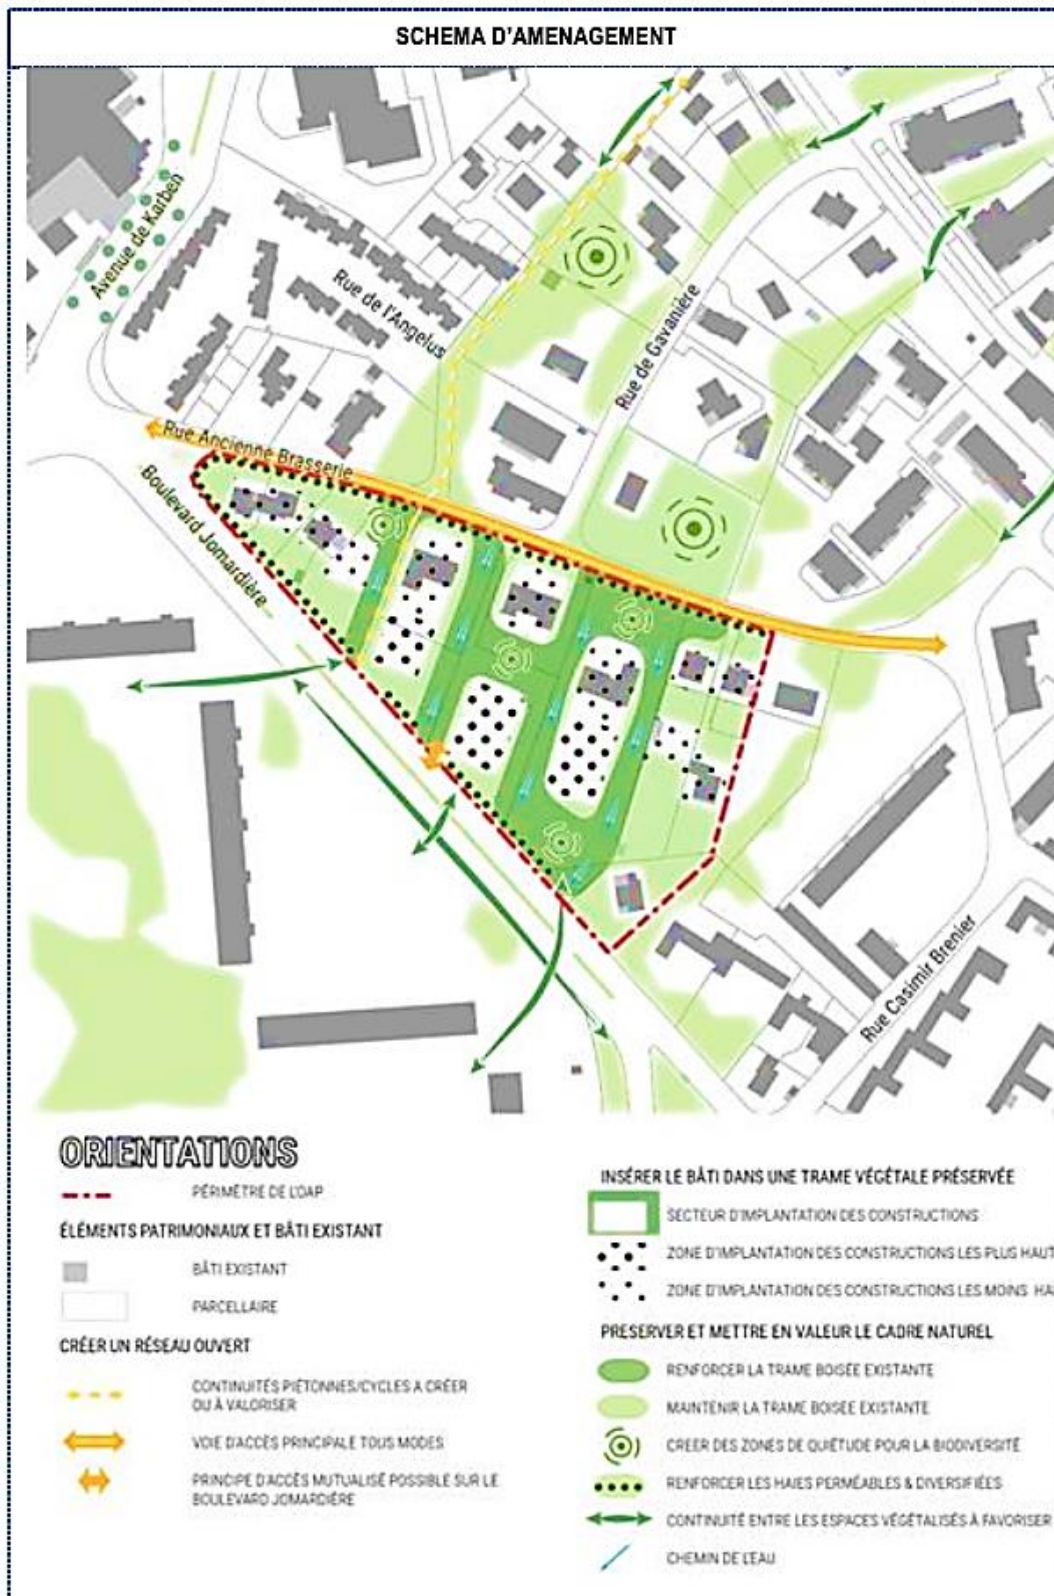 SCHEMA D'AMENAGEMENT
Avenue de Karben
Rue de l'Angelus
Rue de Gavanière
Rue Ancienne Brasserie
Boulevard Jomardière
Rue Casimir Brenier
ORIENTATIONS
PÉRIMÈTRE DE L'OAP
ÉLÉMENTS PATRIMONIAUX ET BÂTI EXISTANT
BÂTI EXISTANT
PARCELLAIRE
CRÉER UN RÉSEAU OUVERT
CONTINUITÉS PIÉTONNES/CYCLES A CRÉER
OU À VALORISER
VOIE D'ACCÈS PRINCIPALE TOUS MODES
PRINCIPE D'ACCÈS MUTUALISÉ POSSIBLE SUR LE
BOULEVARD JOMARDIÈRE
INSÉRER LE BÂTI DANS UNE TRAME VÉGÉTALE PRÉSERVÉE
SECTEUR D'IMPLANTATION DES CONSTRUCTIONS
ZONE D'IMPLANTATION DES CONSTRUCTIONS LES PLUS HAUT
ZONE D'IMPLANTATION DES CONSTRUCTIONS LES MOINS HA
PRESERVER ET METTRE EN VALEUR LE CADRE NATUREL
RENFORCER LA TRAME BOISÉE EXISTANTE
MAINTENIR LA TRAME BOISÉE EXISTANTE
CREER DES ZONES DE QUIÉTUDE POUR LA BIODIVERSITÉ
RENFORCER LES HAIES PERMÉABLES & DIVERSIFIÉES
CONTINUITÉ ENTRE LES ESPACES VÉGÉTALISÉS À FAVORISER
CHEMIN DE L'EAU